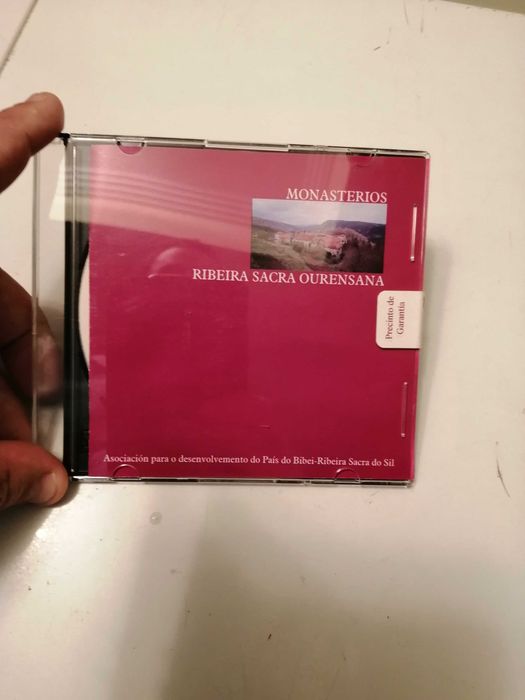 MONASTERIOS
RIBEIRA SACRA OURENSANA
Precinto de
Garantía
Asociación para o desenvolvemento do País do Bibei-Ribeira Sacra do Sil